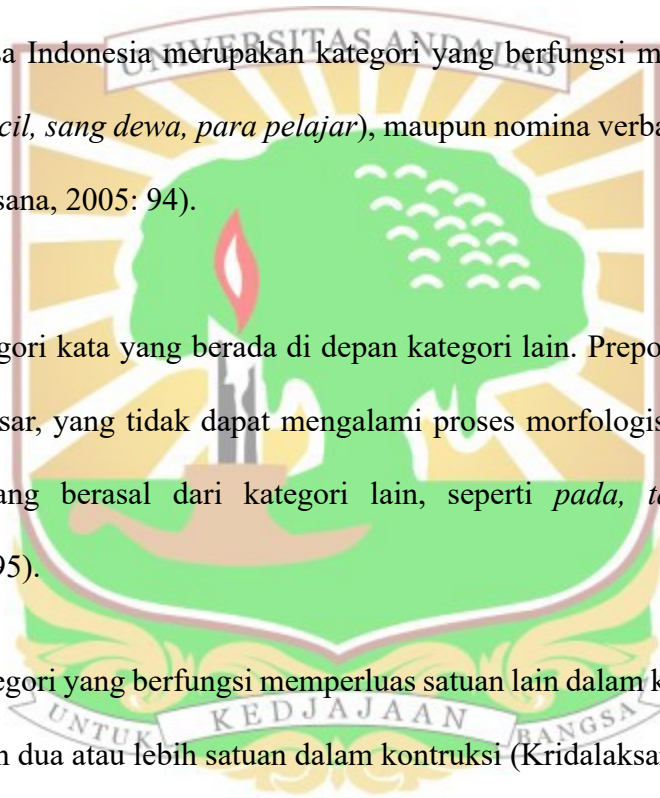 UNIVERSITAS ANDALAS
sa Indonesia merupakan kategori yang berfungsi m
cil, sang dewa, para pelajar), maupun nomina verba
sana, 2005: 94).
gori kata yang berada di depan kategori lain. Prepo
sar, yang tidak dapat mengalami proses morfologis
ang berasal dari kategori lain, seperti pada, t
95).
egori yang berfungsi memperluas satuan lain dalam k
UNTUK KEDJAJAAN BANGSA
n dua atau lebih satuan dalam kontruksi (Kridalaksa